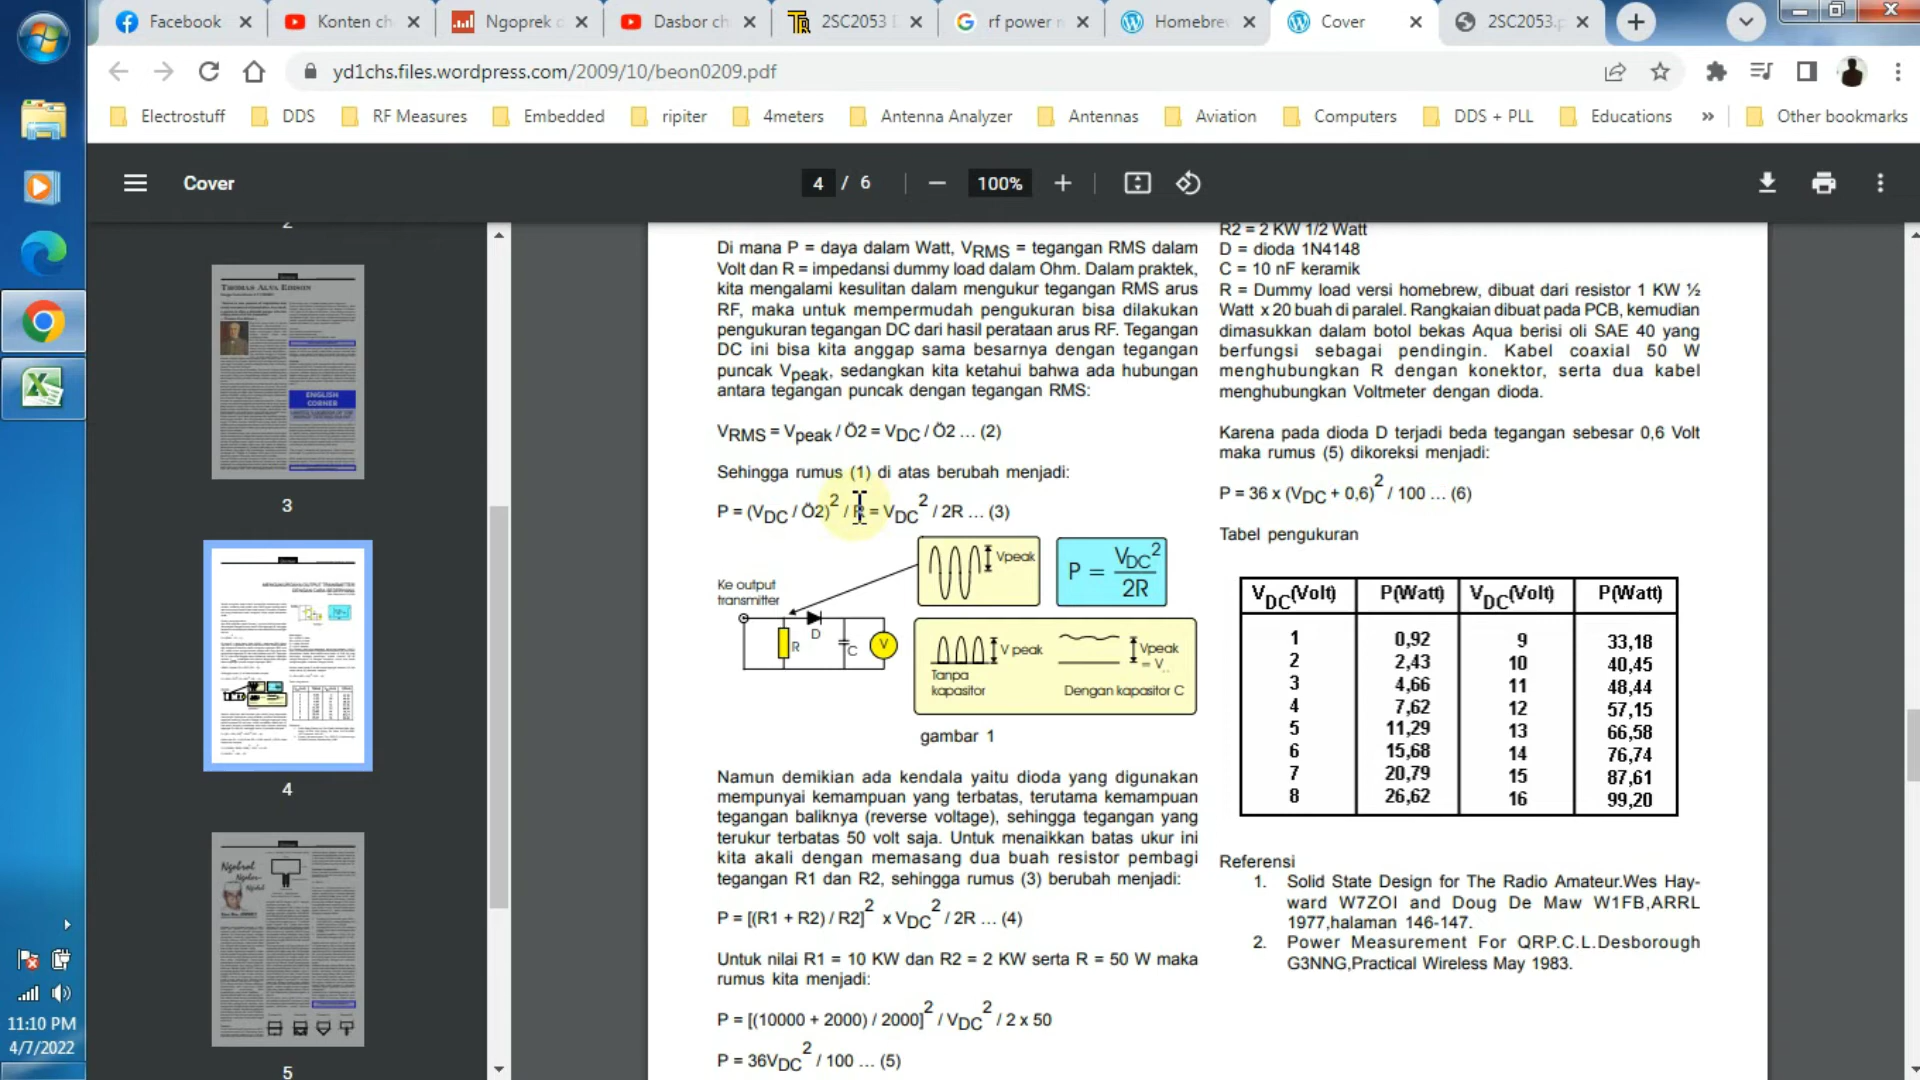 Facebook
Konten ch
Ngoprek d
Dasbor ch
2SC2053 D
rf power m
Homebrew
Cover
2SC2053.p
yd1chs.files.wordpress.com/2009/10/beon0209.pdf
Electrostuff
DDS
RF Measures
Embedded
ripiter
4meters
Antenna Analyzer
Antennas
Aviation
Computers
DDS + PLL
Educations
»
Other bookmarks
Cover
4 / 6
100%
2
THOMAS ALVA EDISON
ENGLISH
CORNER
3
4
5
Di mana P = daya dalam Watt, VRMS = tegangan RMS dalam
Volt dan R = impedansi dummy load dalam Ohm. Dalam praktek,
kita mengalami kesulitan dalam mengukur tegangan RMS arus
RF, maka untuk mempermudah pengukuran bisa dilakukan
pengukuran tegangan DC dari hasil perataan arus RF. Tegangan
DC ini bisa kita anggap sama besarnya dengan tegangan
puncak Vpeak, sedangkan kita ketahui bahwa ada hubungan
antara tegangan puncak dengan tegangan RMS:
VRMS = Vpeak / Ö2 = VDC / Ö2 … (2)
Sehingga rumus (1) di atas berubah menjadi:
P = (VDC / Ö2)2 / R = VDC2 / 2R … (3)
Ke output
transmitter
D
R
C
V
Vpeak
P = VDC2
2R
V peak
Tanpa
kapasitor
Vpeak
= V
Dengan kapasitor C
gambar 1
Namun demikian ada kendala yaitu dioda yang digunakan
mempunyai kemampuan yang terbatas, terutama kemampuan
tegangan baliknya (reverse voltage), sehingga tegangan yang
terukur terbatas 50 volt saja. Untuk menaikkan batas ukur ini
kita akali dengan memasang dua buah resistor pembagi
tegangan R1 dan R2, sehingga rumus (3) berubah menjadi:
P = [(R1 + R2) / R2]2 x VDC2 / 2R … (4)
Untuk nilai R1 = 10 KW dan R2 = 2 KW serta R = 50 W maka
rumus kita menjadi:
P = [(10000 + 2000) / 2000]2 / VDC2 / 2 x 50
P = 36VDC2 / 100 … (5)
R2 = 2 KW 1/2 Watt
D = dioda 1N4148
C = 10 nF keramik
R = Dummy load versi homebrew, dibuat dari resistor 1 KW ½
Watt x 20 buah di paralel. Rangkaian dibuat pada PCB, kemudian
dimasukkan dalam botol bekas Aqua berisi oli SAE 40 yang
berfungsi sebagai pendingin. Kabel coaxial 50 W
menghubungkan R dengan konektor, serta dua kabel
menghubungkan Voltmeter dengan dioda.
Karena pada dioda D terjadi beda tegangan sebesar 0,6 Volt
maka rumus (5) dikoreksi menjadi:
P = 36 x (VDC + 0,6)2 / 100 … (6)
Tabel pengukuran
VDC(Volt) P(Watt) VDC(Volt) P(Watt)
1 0,92 9 33,18
2 2,43 10 40,45
3 4,66 11 48,44
4 7,62 12 57,15
5 11,29 13 66,58
6 15,68 14 76,74
7 20,79 15 87,61
8 26,62 16 99,20
Referensi
1. Solid State Design for The Radio Amateur.Wes Hay-
ward W7ZOI and Doug De Maw W1FB,ARRL
1977,halaman 146-147.
2. Power Measurement For QRP.C.L.Desborough
G3NNG,Practical Wireless May 1983.
11:10 PM
4/7/2022